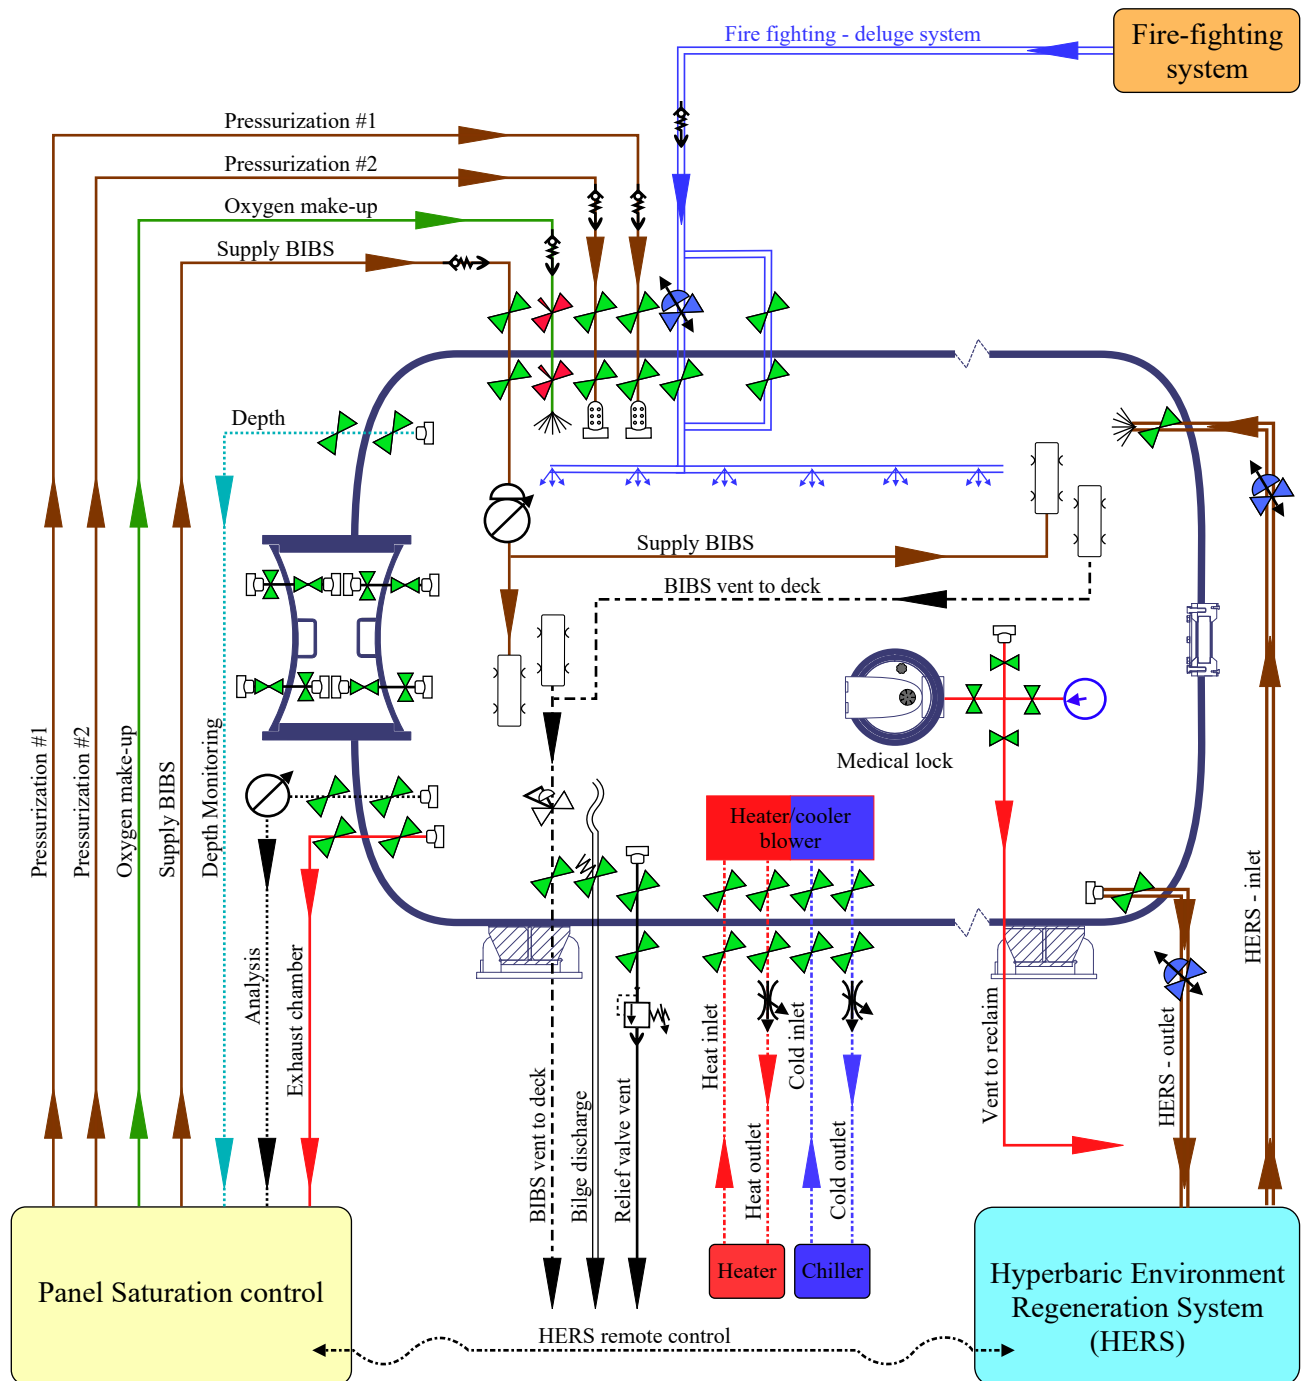 Fire fighting - deluge system
Fire-fighting
system
Pressurization #1
Pressurization #2
Oxygen make-up
Supply BIBS
Depth
Supply BIBS
BIBS vent to deck
Medical lock
Heater/cooler
blower
Pressurization #1
Pressurization #2
Oxygen make-up
Supply BIBS
Depth Monitoring
Analysis
Exhaust chamber
BIBS vent to deck
Bilge discharge
Relief valve vent
Heat inlet
Heat outlet
Cold inlet
Cold outlet
Vent to reclaim
HERS - outlet
HERS - inlet
Panel Saturation control
Heater
Chiller
Hyperbaric Environment
Regeneration System
(HERS)
HERS remote control